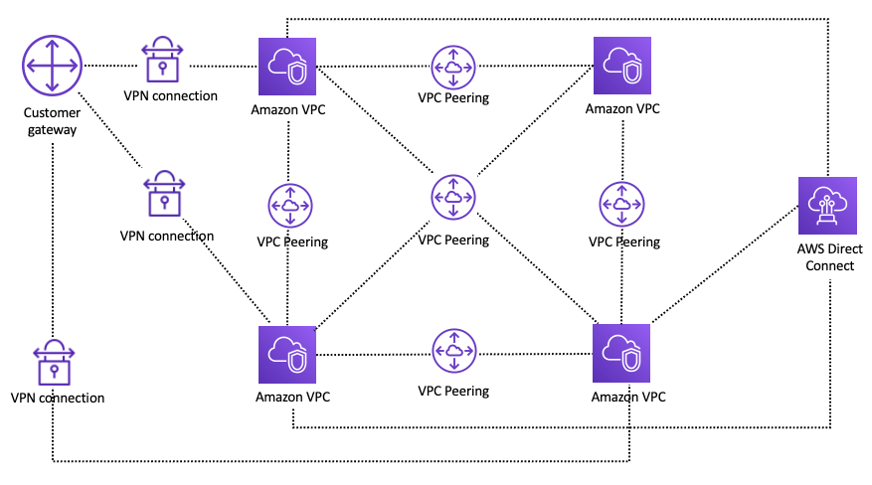 VPN connection
Amazon VPC
VPC Peering
Amazon VPC
Customer
gateway
VPN connection
VPC Peering
VPC Peering
VPC Peering
AWS Direct
Connect
VPN connection
Amazon VPC
VPC Peering
Amazon VPC